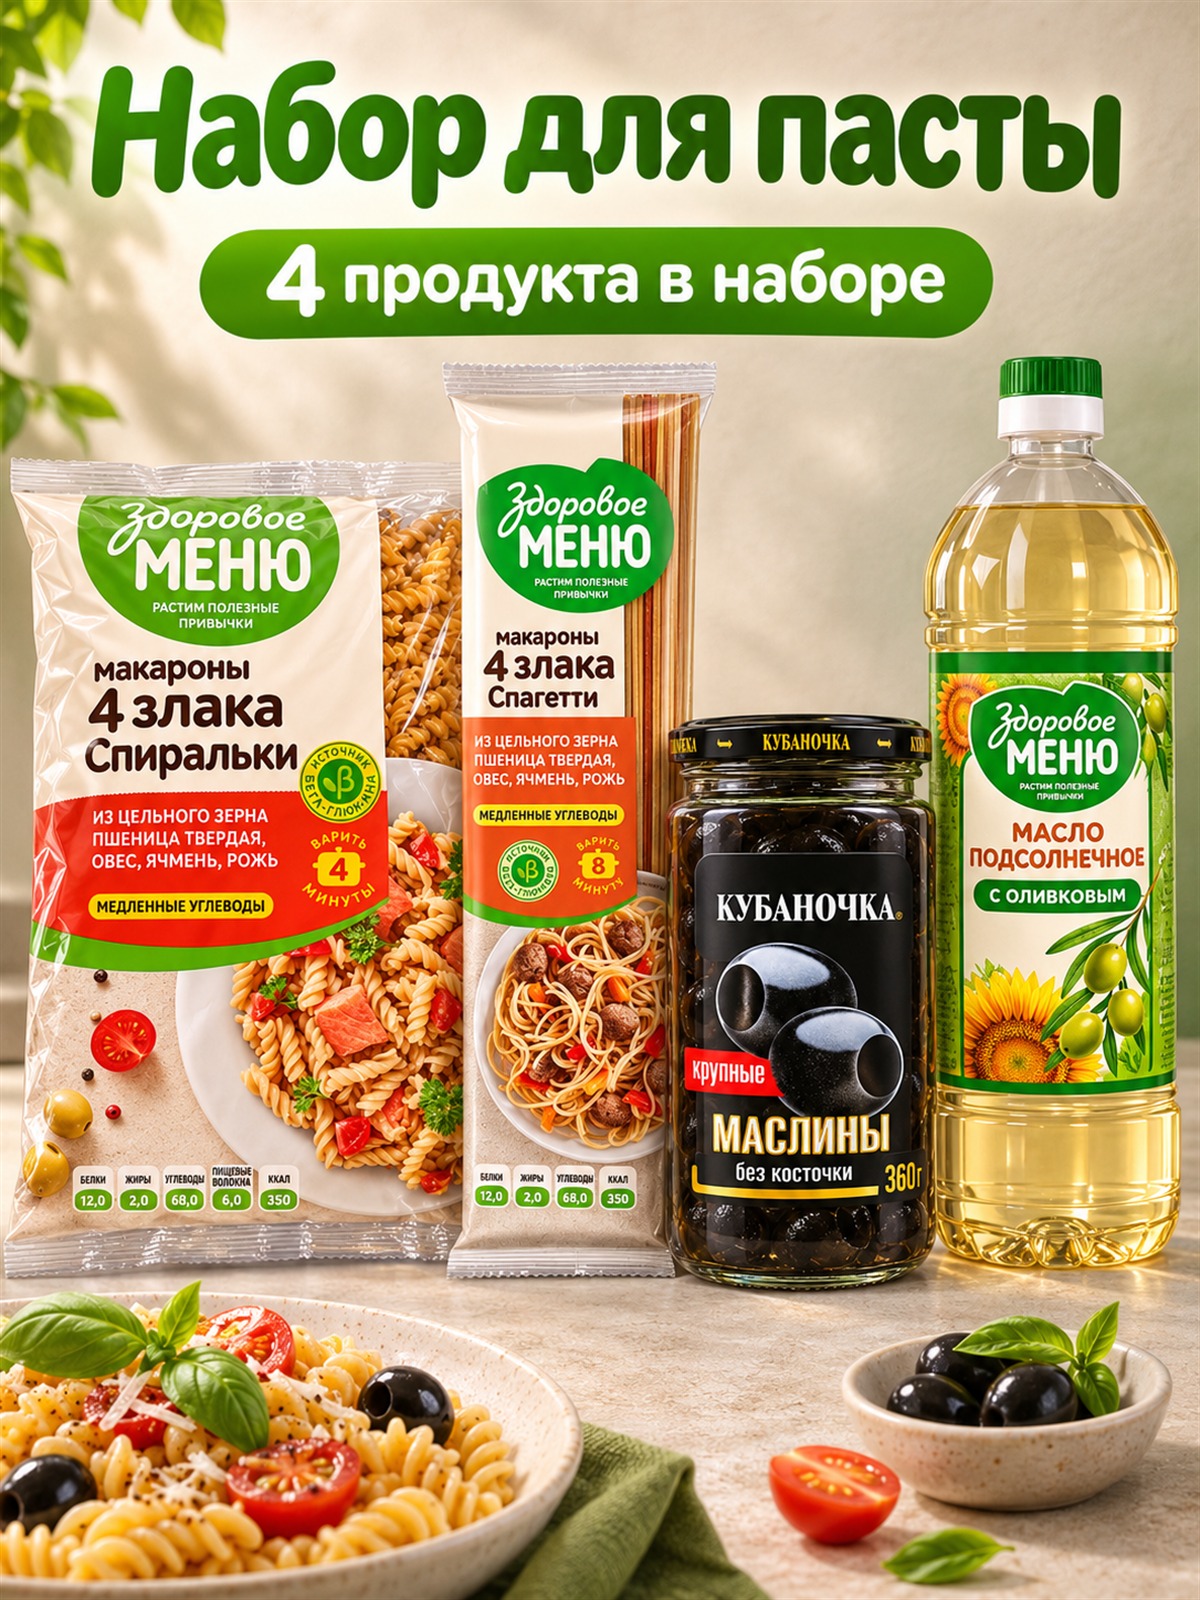 Набор для пасты
4 продукта в наборе
Здоровое
МЕНЮ
РАСТИМ ПОЛЕЗНЫЕ
ПРИВЫЧКИ
макароны
4 злака
Спиральки
ИСТОЧНИК
БЕТА-ГЛЮКАНА
β
ИЗ ЦЕЛЬНОГО ЗЕРНА
ПШЕНИЦА ТВЕРДАЯ,
ОВЕС, ЯЧМЕНЬ, РОЖЬ
ВАРИТЬ
4
МИНУТЫ
МЕДЛЕННЫЕ УГЛЕВОДЫ
БЕЛКИ ЖИРЫ УГЛЕВОДЫ ПИЩЕВЫЕ ВОЛОКНА ККАЛ
12,0 2,0 68,0 6,0 350
Здоровое
МЕНЮ
РАСТИМ ПОЛЕЗНЫЕ
ПРИВЫЧКИ
макароны
4 злака
Спагетти
ИЗ ЦЕЛЬНОГО ЗЕРНА
ПШЕНИЦА ТВЕРДАЯ,
ОВЕС, ЯЧМЕНЬ, РОЖЬ
МЕДЛЕННЫЕ УГЛЕВОДЫ
ИСТОЧНИК
β
ВАРИТЬ
8
МИНУТУ
БЕЛКИ ЖИРЫ УГЛЕВОДЫ ККАЛ
12,0 2,0 68,0 350
КУБАНОЧКА
КУБАНОЧКА®
крупные
МАСЛИНЫ
без косточки
360г
Здоровое
МЕНЮ
РАСТИМ ПОЛЕЗНЫЕ
ПРИВЫЧКИ
МАСЛО
ПОДСОЛНЕЧНОЕ
С ОЛИВКОВЫМ